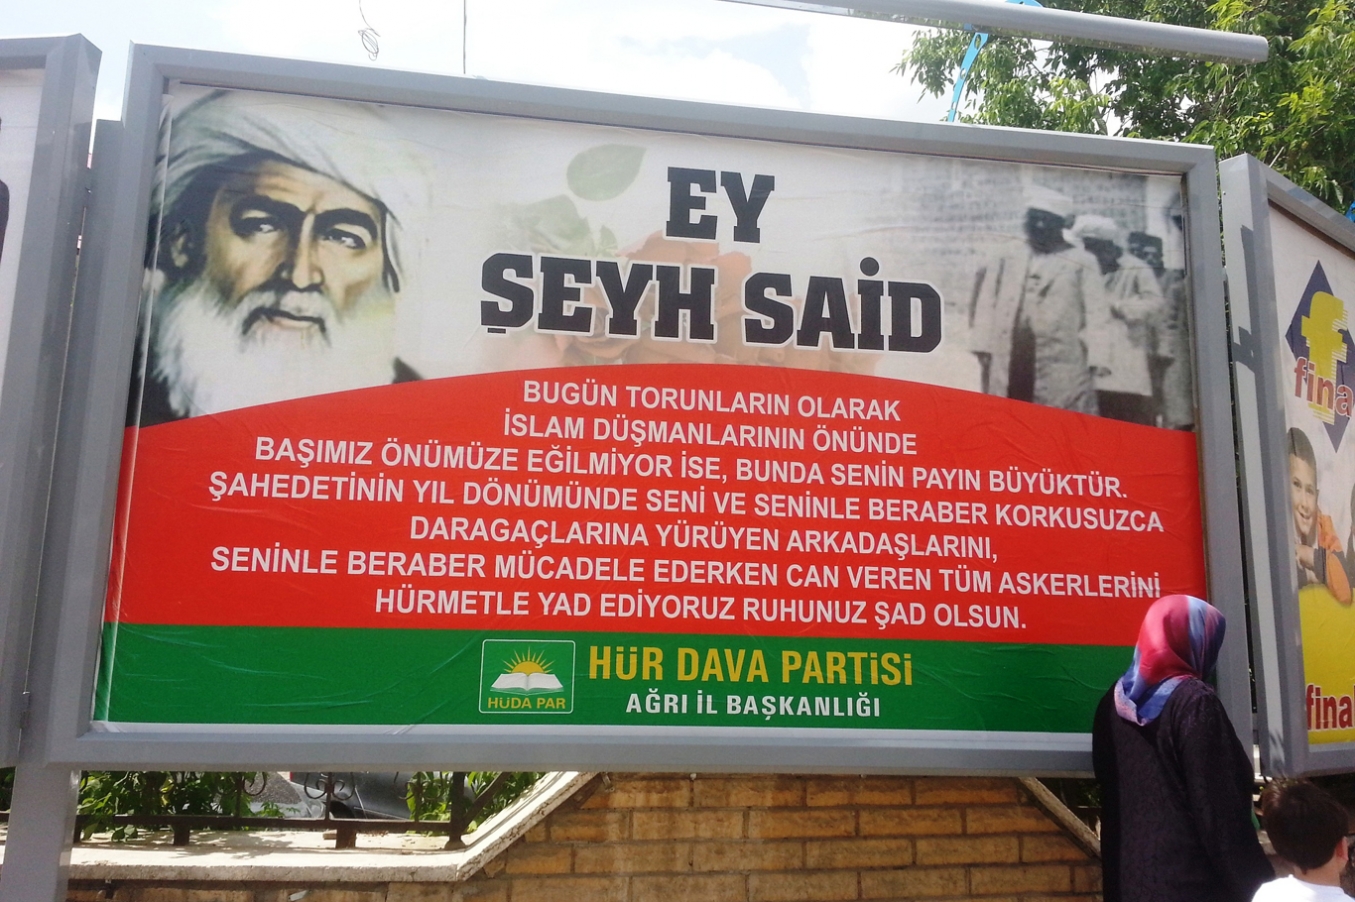 EY
ŞEYH SAİD
BUGÜN TORUNLARIN OLARAK
İSLAM DÜŞMANLARININ ÖNÜNDE
BAŞIMIZ ÖNÜMÜZE EĞİLMİYOR İSE, BUNDA SENİN PAYIN BÜYÜKTÜR.
ŞAHEDETİNİN YIL DÖNÜMÜNDE SENİ VE SENİNLE BERABER KORKUSUZCA
DARAGAÇLARINA YÜRÜYEN ARKADAŞLARINI,
SENİNLE BERABER MÜCADELE EDERKEN CAN VEREN TÜM ASKERLERİNİ
HÜRMETLE YAD EDİYORUZ RUHUNUZ ŞAD OLSUN.
HÜDA PAR
HÜR DAVA PARTİSİ
AĞRI İL BAŞKANLIĞI
f
fina
final